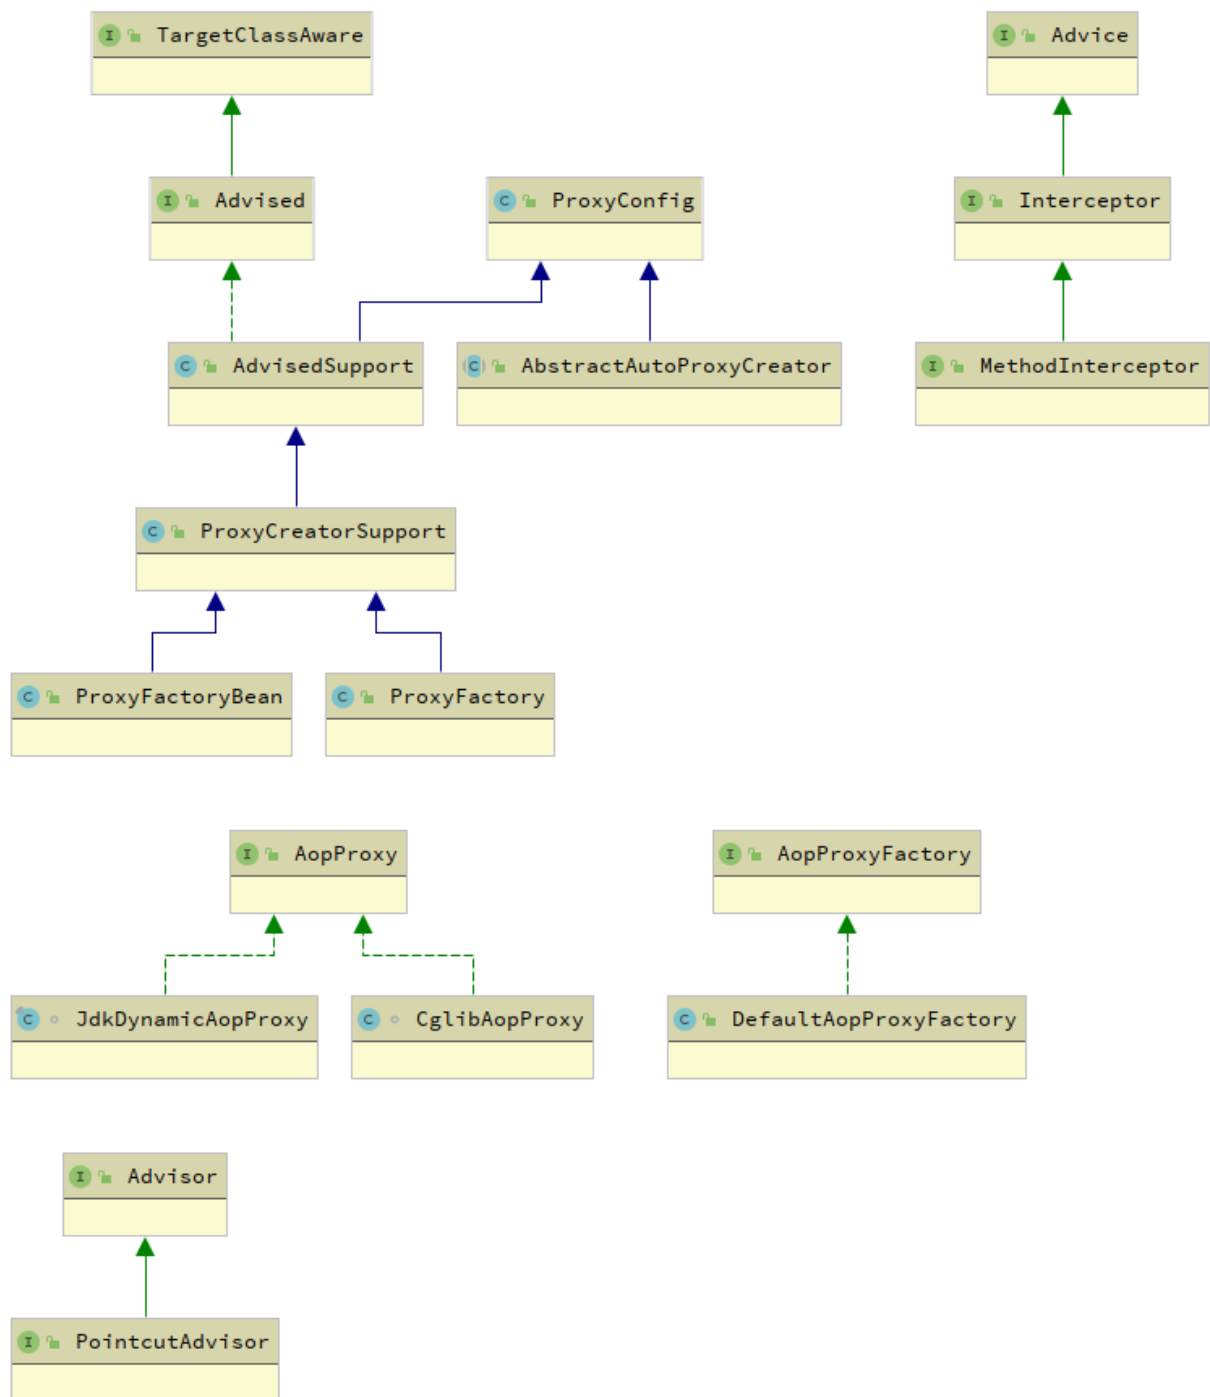 TargetClassAware
Advice
Advised
ProxyConfig
Interceptor
AdvisedSupport
AbstractAutoProxyCreator
MethodInterceptor
ProxyCreatorSupport
ProxyFactoryBean
ProxyFactory
AopProxy
AopProxyFactory
JdkDynamicAopProxy
CglibAopProxy
DefaultAopProxyFactory
Advisor
PointcutAdvisor